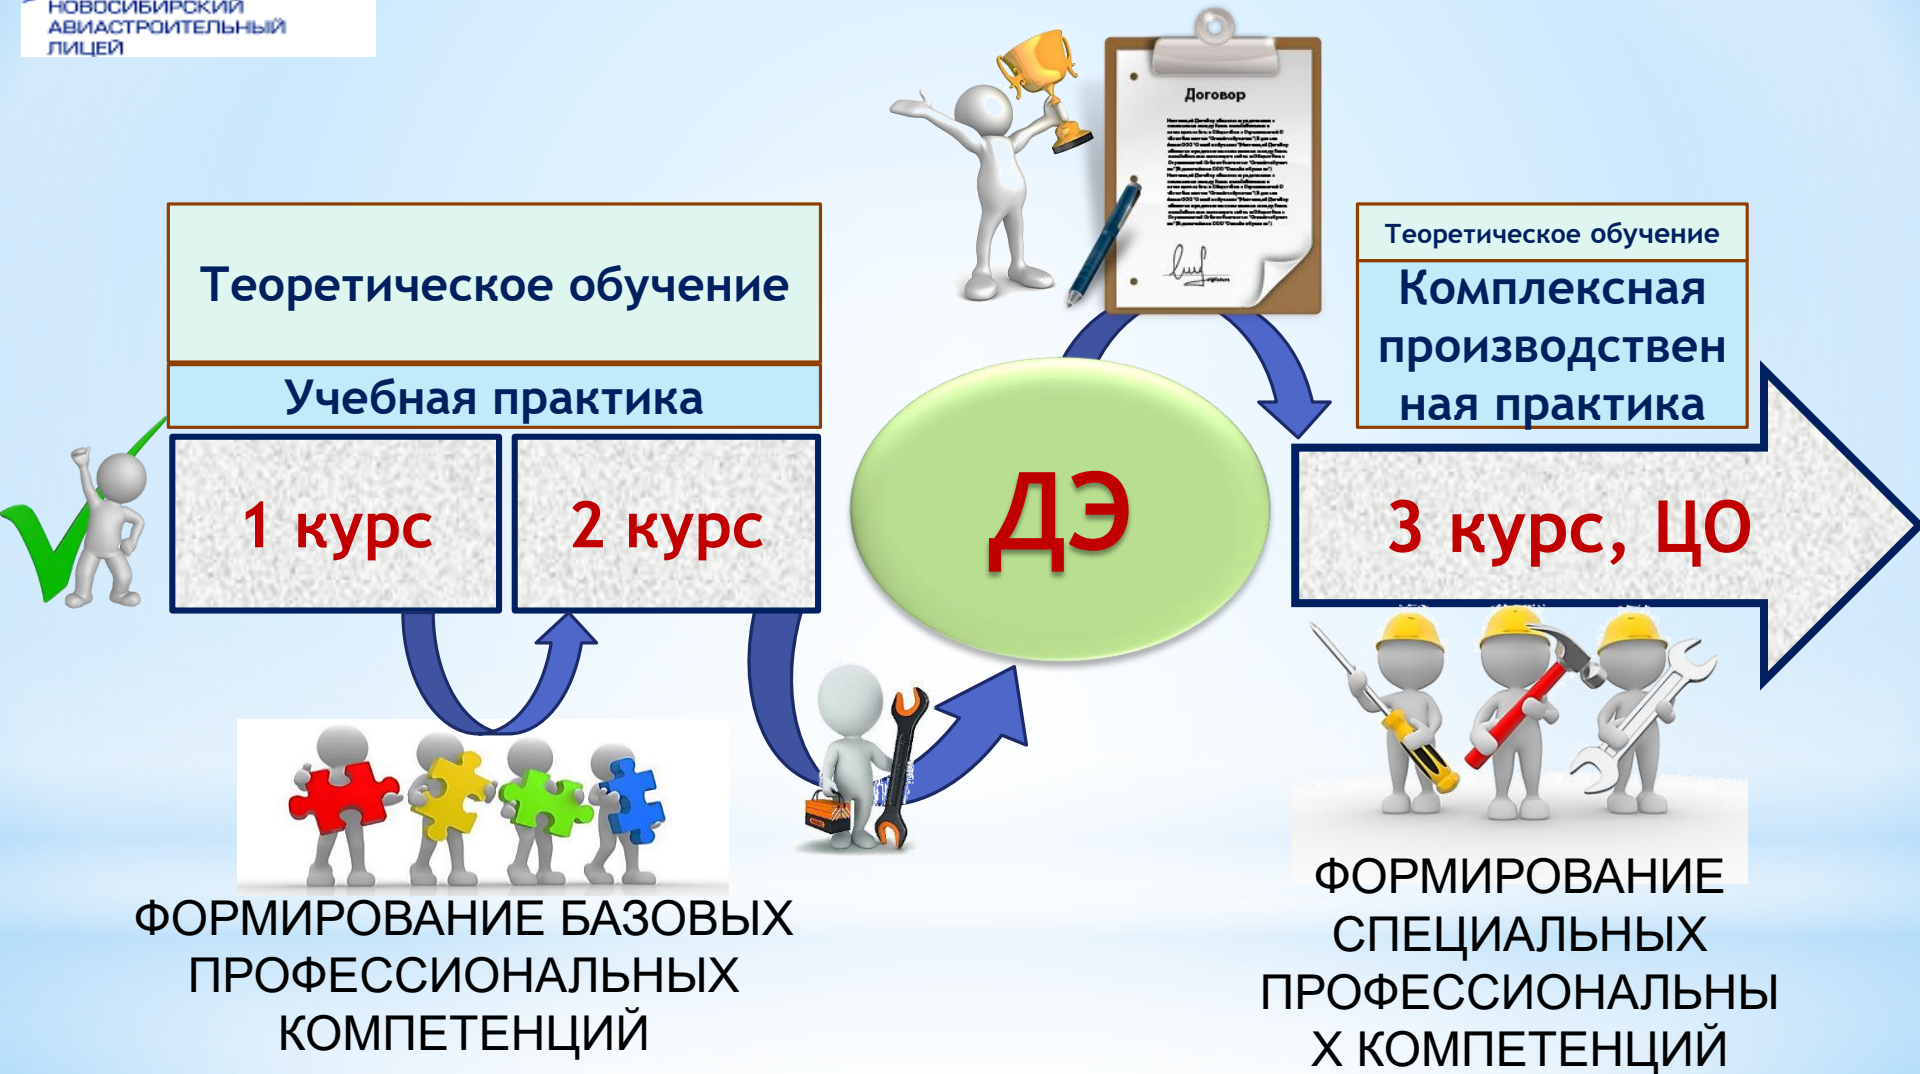 НОВОСИБИРСКИЙ
АВИАСТРОИТЕЛЬНЫЙ
ЛИЦЕЙ
Договор
Теоретическое обучение
Учебная практика
1 курс
2 курс
ДЭ
Теоретическое обучение
Комплексная
производствен
ная практика
3 курс, ЦО
ФОРМИРОВАНИЕ БАЗОВЫХ
ПРОФЕССИОНАЛЬНЫХ
КОМПЕТЕНЦИЙ
ФОРМИРОВАНИЕ
СПЕЦИАЛЬНЫХ
ПРОФЕССИОНАЛЬНЫ
Х КОМПЕТЕНЦИЙ